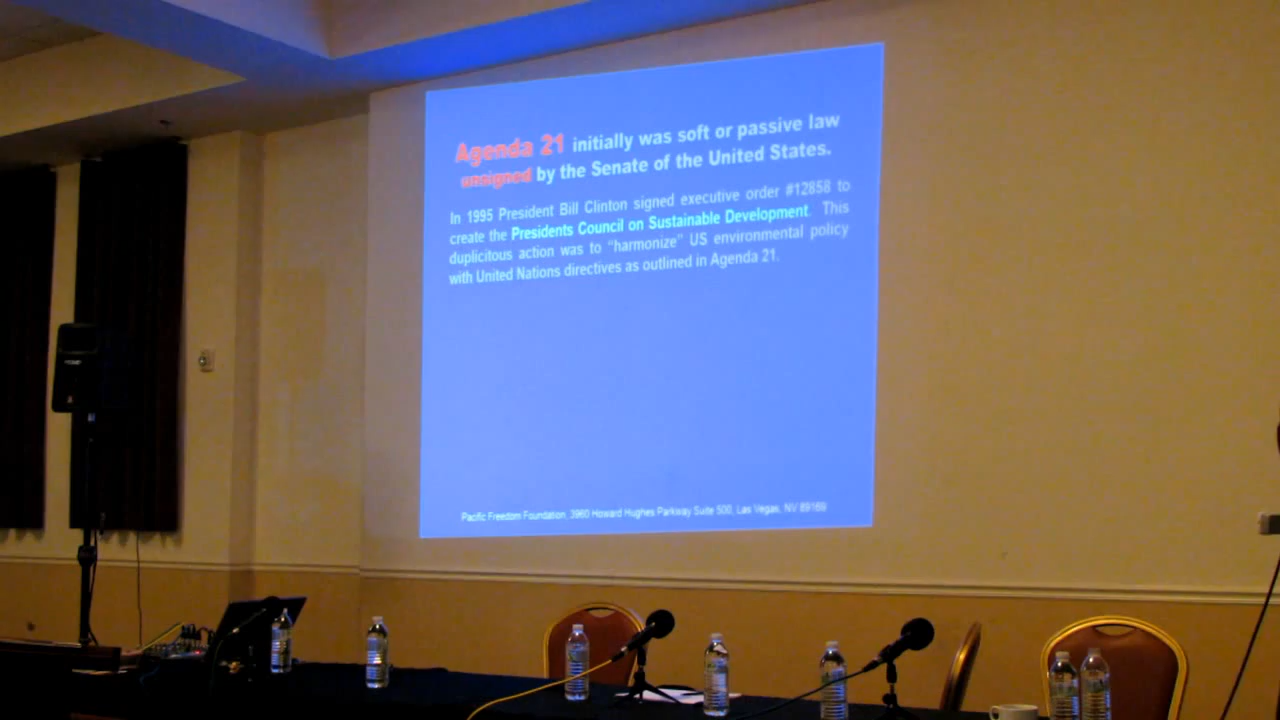 Agenda 21 initially was soft or passive law
unsigned by the Senate of the United States.
In 1995 President Bill Clinton signed executive order #12858 to
create the Presidents Council on Sustainable Development. This
duplicitous action was to “harmonize” US environmental policy
with United Nations directives as outlined in Agenda 21.
Pacific Freedom Foundation, 3960 Howard Hughes Parkway Suite 500, Las Vegas, NV 89169